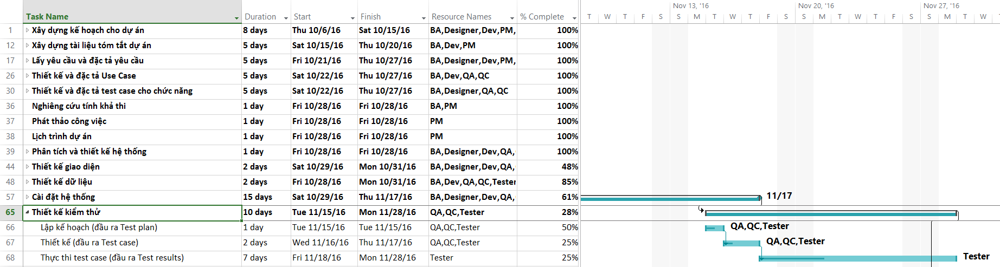 Nov 13, '16 Nov 20, '16 Nov 27, '16
Task Name Duration Start Finish Resource Names % Complete T W T F S S M T W T F S S M T W T F S S M T W
1 Xây dựng kế hoạch cho dự án 8 days Thu 10/6/16 Sat 10/15/16 BA,Designer,Dev,PM, 100%
12 Xây dựng tài liệu tóm tắt dự án 5 days Sat 10/15/16 Thu 10/20/16 BA,Dev,PM 100%
17 Lấy yêu cầu và đặc tả yêu cầu 5 days Fri 10/21/16 Thu 10/27/16 BA,Designer,Dev,PM, 100%
26 Thiết kế và đặc tả Use Case 5 days Sat 10/22/16 Thu 10/27/16 BA,Dev,QA,QC 100%
30 Thiết kế và đặc tả test case cho chức năng 5 days Sat 10/22/16 Thu 10/27/16 BA,Designer,QA,QC 100%
36 Nghiêng cứu tính khả thi 1 day Fri 10/28/16 Fri 10/28/16 BA,PM 100%
37 Phát thảo công việc 1 day Fri 10/28/16 Fri 10/28/16 PM 100%
38 Lịch trình dự án 1 day Fri 10/28/16 Fri 10/28/16 PM 100%
39 Phân tích và thiết kế hệ thống 1 day Fri 10/28/16 Fri 10/28/16 BA,Designer,Dev,QA, 100%
44 Thiết kế giao diện 2 days Sat 10/29/16 Mon 10/31/16 BA,Designer,Dev,QA, 48%
48 Thiết kế dữ liệu 2 days Fri 10/28/16 Mon 10/31/16 BA,Dev,QA,QC,Tester 85%
57 Cài đặt hệ thống 15 days Sat 10/29/16 Thu 11/17/16 BA,Designer,Dev,QA, 61% 11/17
65 Thiết kế kiểm thử 10 days Tue 11/15/16 Mon 11/28/16 QA,QC,Tester 28%
66 Lập kế hoạch (đầu ra Test plan) 1 day Tue 11/15/16 Tue 11/15/16 QA,QC,Tester 50% QA,QC,Tester
67 Thiết kế (đầu ra Test case) 2 days Wed 11/16/16 Thu 11/17/16 QA,QC,Tester 25% QA,QC,Tester
68 Thực thi test case (đầu ra Test results) 7 days Fri 11/18/16 Mon 11/28/16 Tester 25% Tester